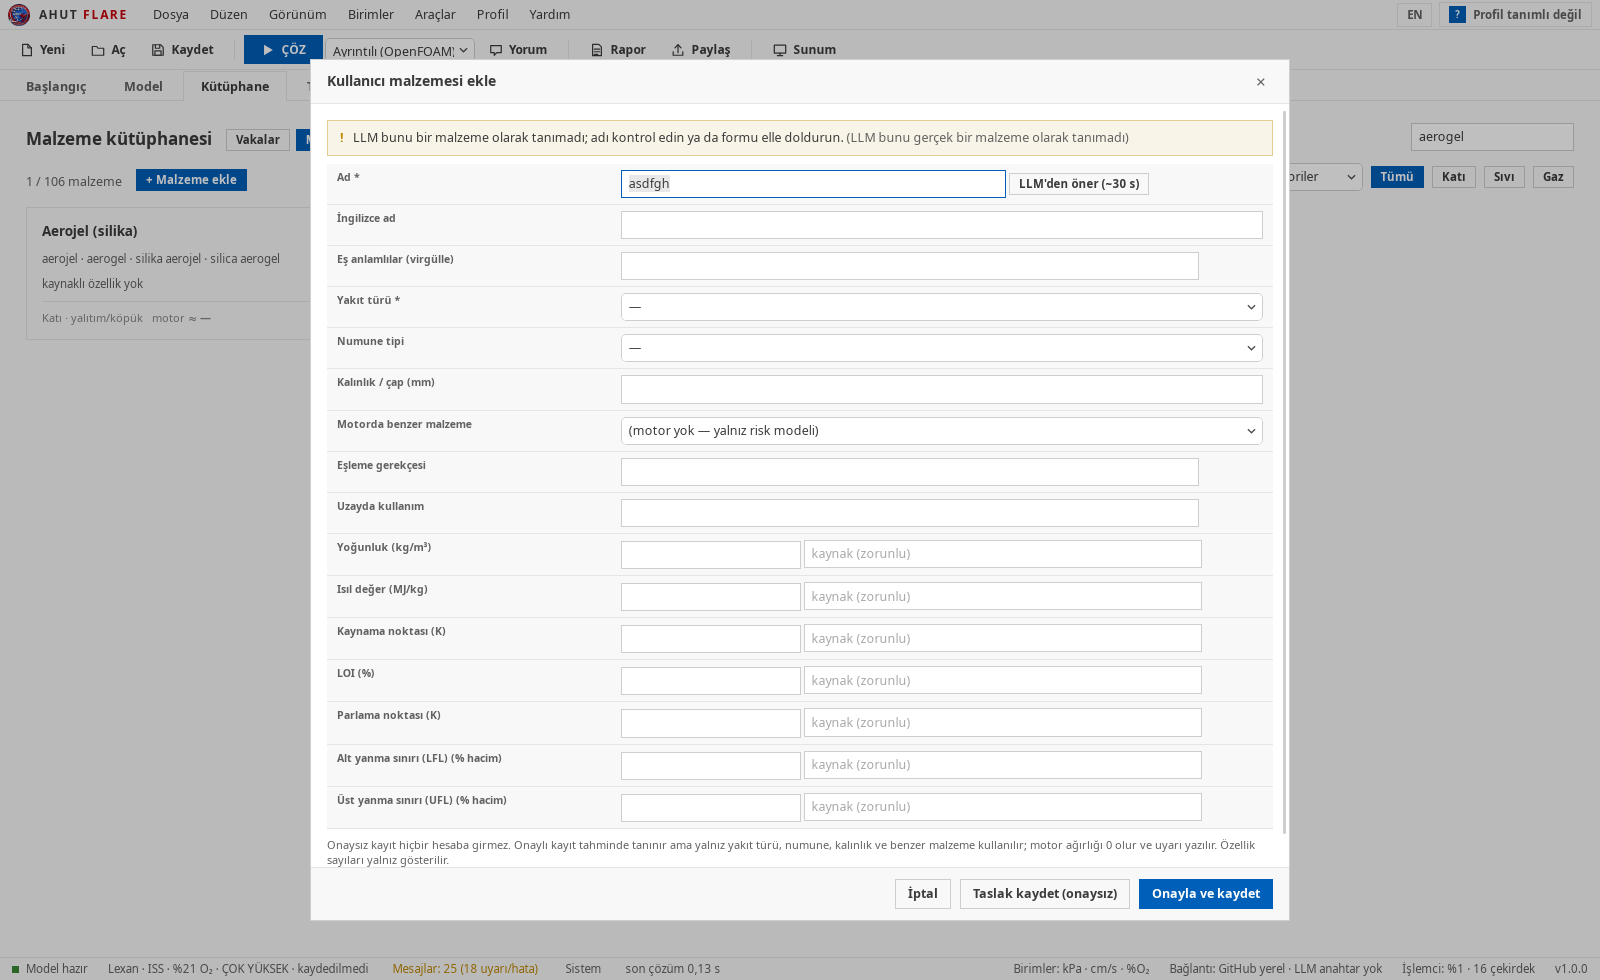 AHUT FLARE Dosya Düzen Görünüm Birimler Araçlar Profil Yardım EN ? Profil tanımlı değil
Yeni Aç Kaydet ÇÖZ Ayrıntılı (OpenFOAM) Yorum Rapor Paylaş Sunum
Başlangıç Model Kütüphane
Malzeme kütüphanesi Vakalar aerogel
1 / 106 malzeme + Malzeme ekle Tümü Katı Sıvı Gaz
Aerojel (silika)
aerojel · aerogel · silika aerojel · silica aerogel
kaynaklı özellik yok
Katı · yalıtım/köpük motor ≈ —
Kullanıcı malzemesi ekle ×
! LLM bunu bir malzeme olarak tanımadı; adı kontrol edin ya da formu elle doldurun. (LLM bunu gerçek bir malzeme olarak tanımadı)
Ad * asdfgh LLM'den öner (~30 s)
İngilizce ad
Eş anlamlılar (virgülle)
Yakıt türü * —
Numune tipi —
Kalınlık / çap (mm)
Motorda benzer malzeme (motor yok — yalnız risk modeli)
Eşleme gerekçesi
Uzayda kullanım
Yoğunluk (kg/m³) kaynak (zorunlu)
Isıl değer (MJ/kg) kaynak (zorunlu)
Kaynama noktası (K) kaynak (zorunlu)
LOI (%) kaynak (zorunlu)
Parlama noktası (K) kaynak (zorunlu)
Alt yanma sınırı (LFL) (% hacim) kaynak (zorunlu)
Üst yanma sınırı (UFL) (% hacim) kaynak (zorunlu)
Onaysız kayıt hiçbir hesaba girmez. Onaylı kayıt tahminde tanınır ama yalnız yakıt türü, numune, kalınlık ve benzer malzeme kullanılır; motor ağırlığı 0 olur ve uyarı yazılır. Özellik
sayıları yalnız gösterilir.
İptal Taslak kaydet (onaysız) Onayla ve kaydet
Model hazır Lexan · ISS · %21 O₂ · ÇOK YÜKSEK · kaydedilmedi Mesajlar: 25 (18 uyarı/hata) Sistem son çözüm 0,13 s Birimler: kPa · cm/s · %O₂ Bağlantı: GitHub yerel · LLM anahtar yok İşlemci: %1 · 16 çekirdek v1.0.0